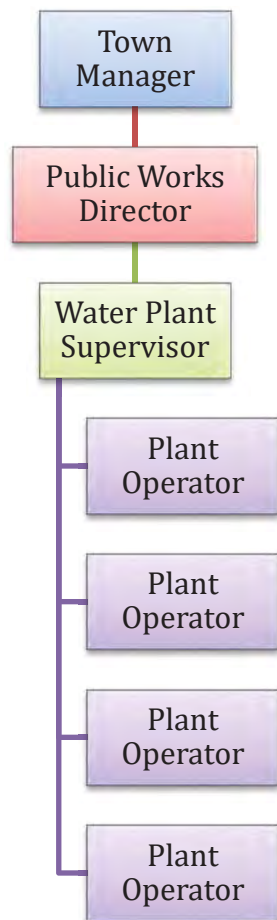 Town
Manager
Public Works
Director
Water Plant
Supervisor
Plant
Operator
Plant
Operator
Plant
Operator
Plant
Operator